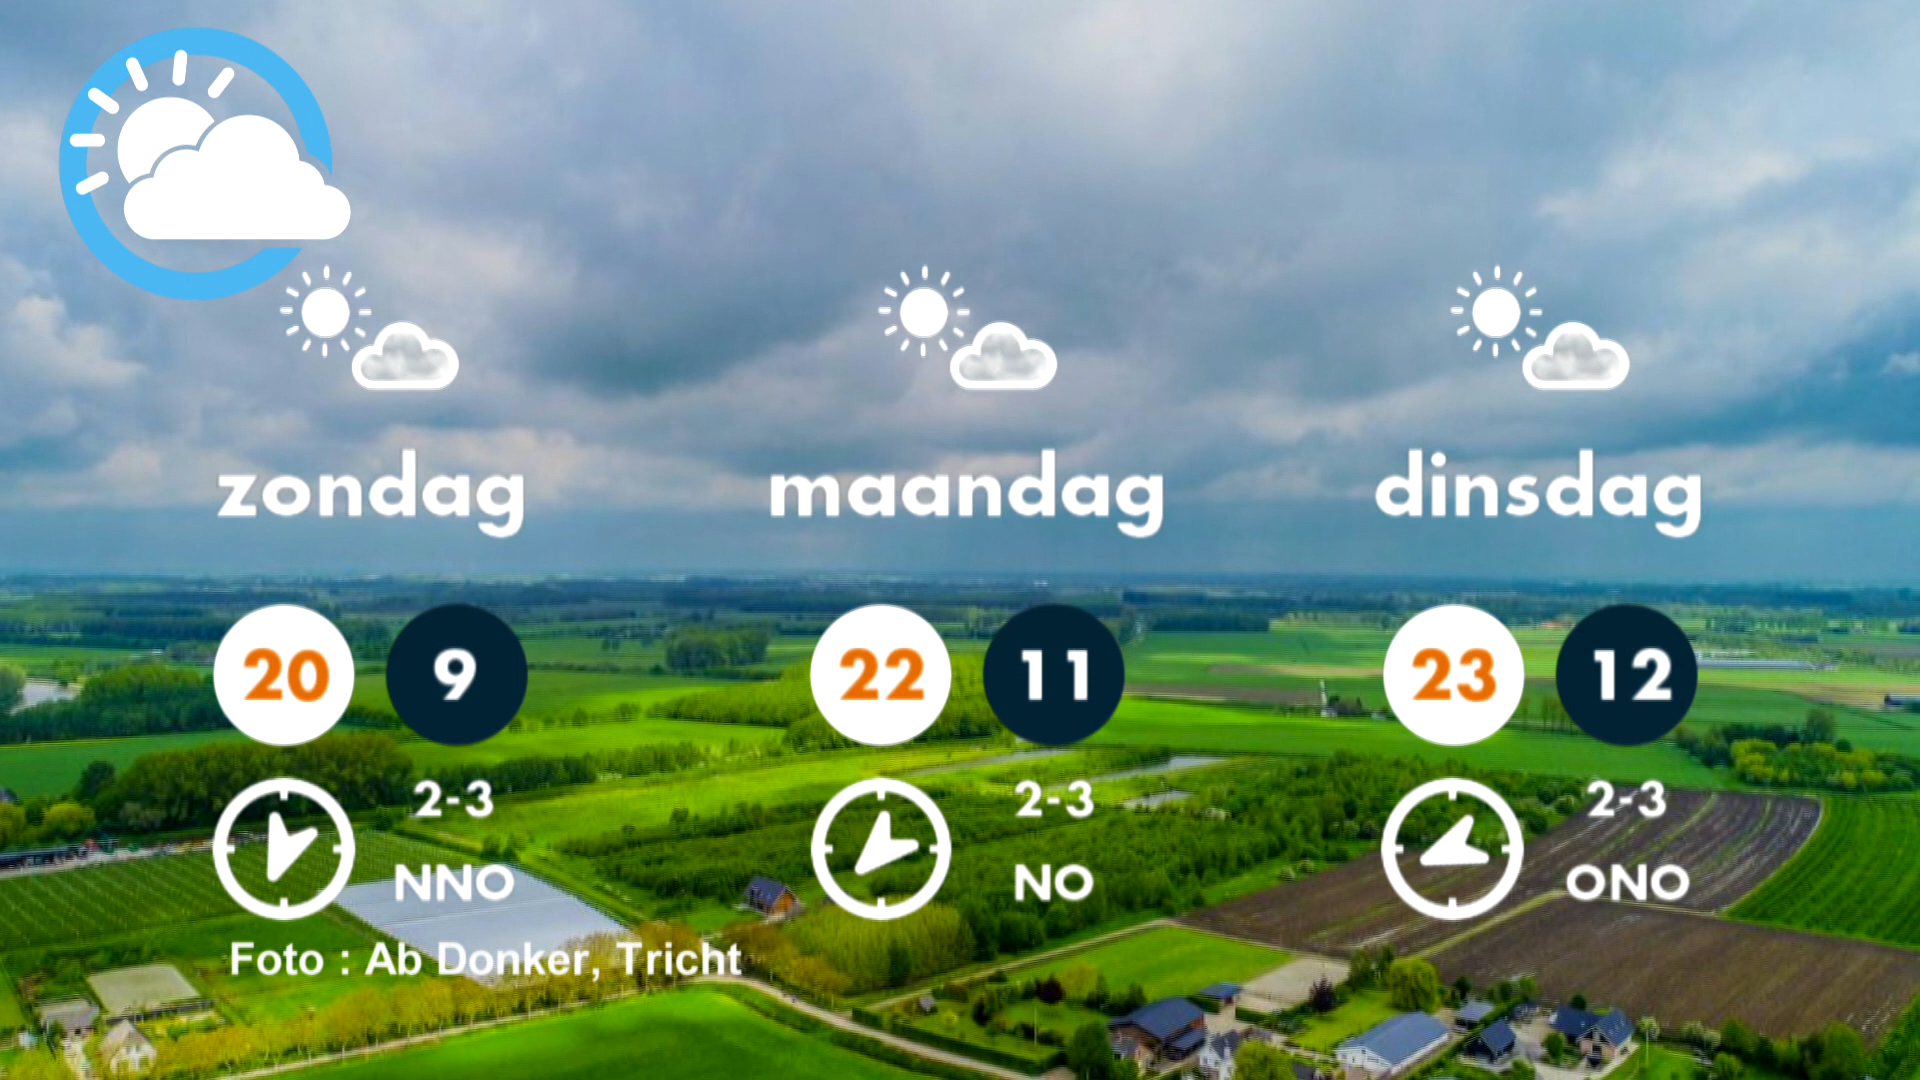 zondag maandag dinsdag
20 9 22 11 23 12
2-3 2-3 2-3
NNO NO ONO
Foto : Ab Donker, Tricht